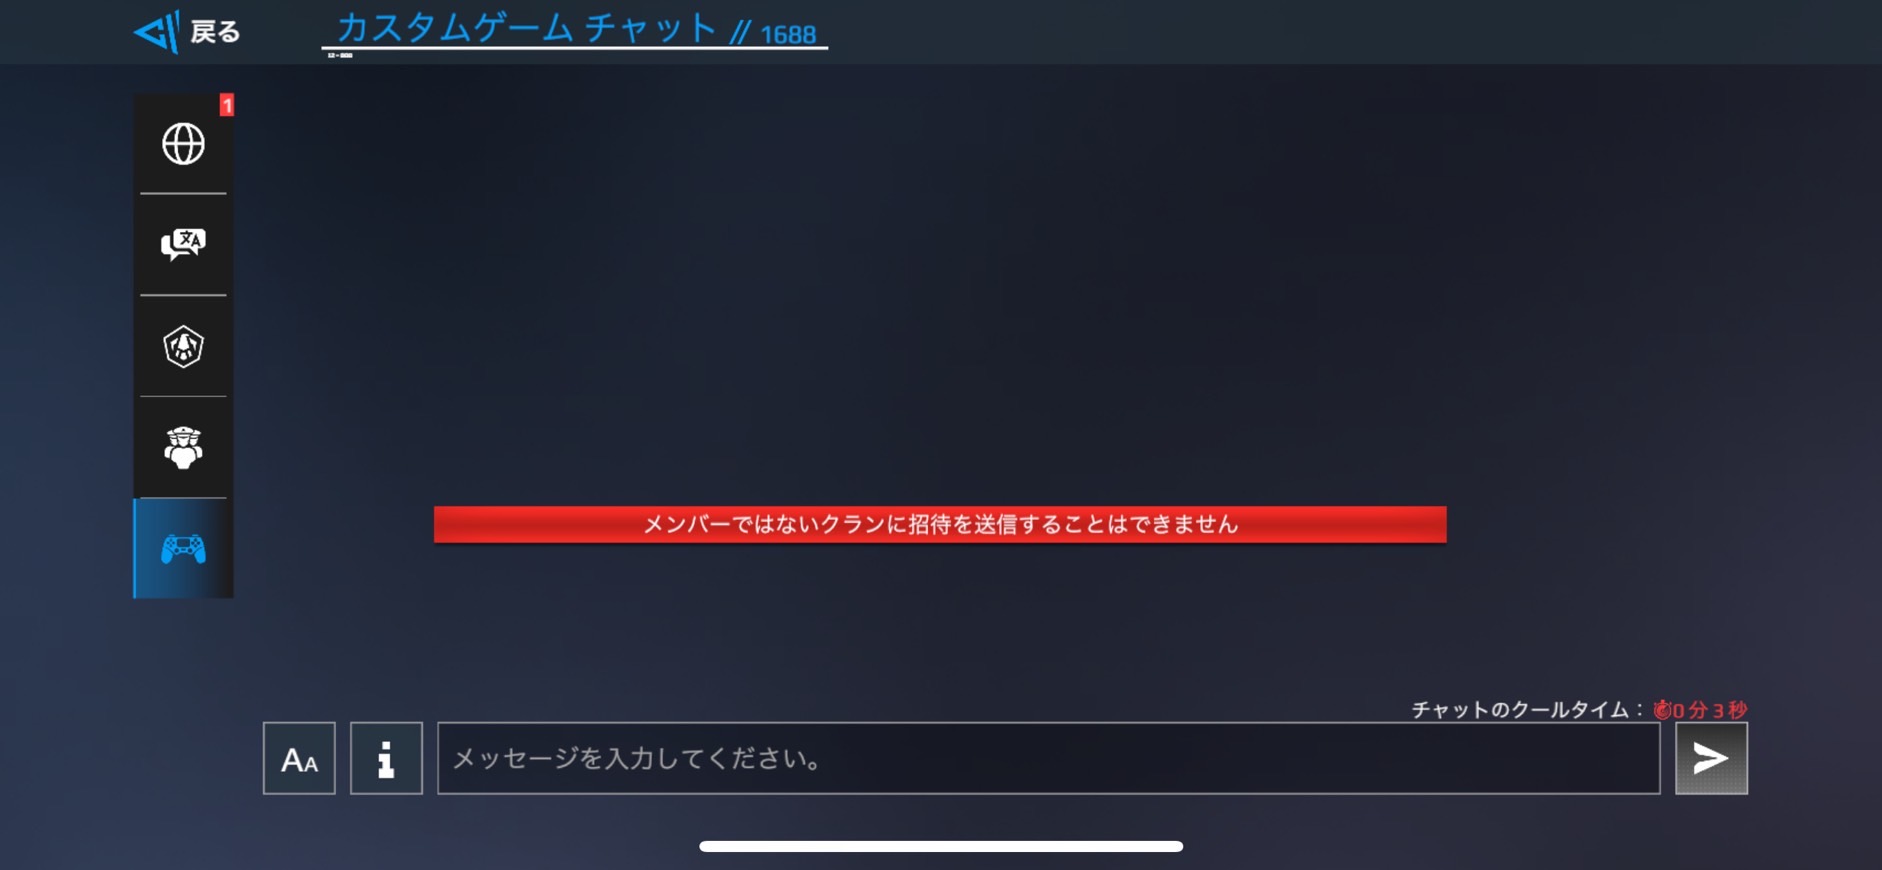 戻る
カスタムゲーム チャット // 1688
1
メンバーではないクランに招待を送信することはできません
チャットのクールタイム：0分3秒
AA
i
メッセージを入力してください。